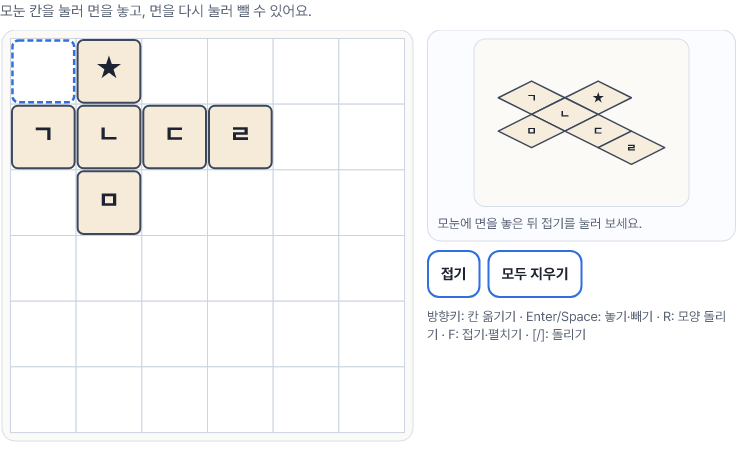 모눈 칸을 눌러 면을 놓고, 면을 다시 눌러 뺄 수 있어요.
★
ㄱ ㄴ ㄷ ㄹ
ㅁ
ㄱ ★
ㄴ
ㅁ ㄷ
ㄹ
모눈에 면을 놓은 뒤 접기를 눌러 보세요.
접기 모두 지우기
방향키: 칸 옮기기 · Enter/Space: 놓기·빼기 · R: 모양 돌리
기 · F: 접기·펼치기 · [/]: 돌리기